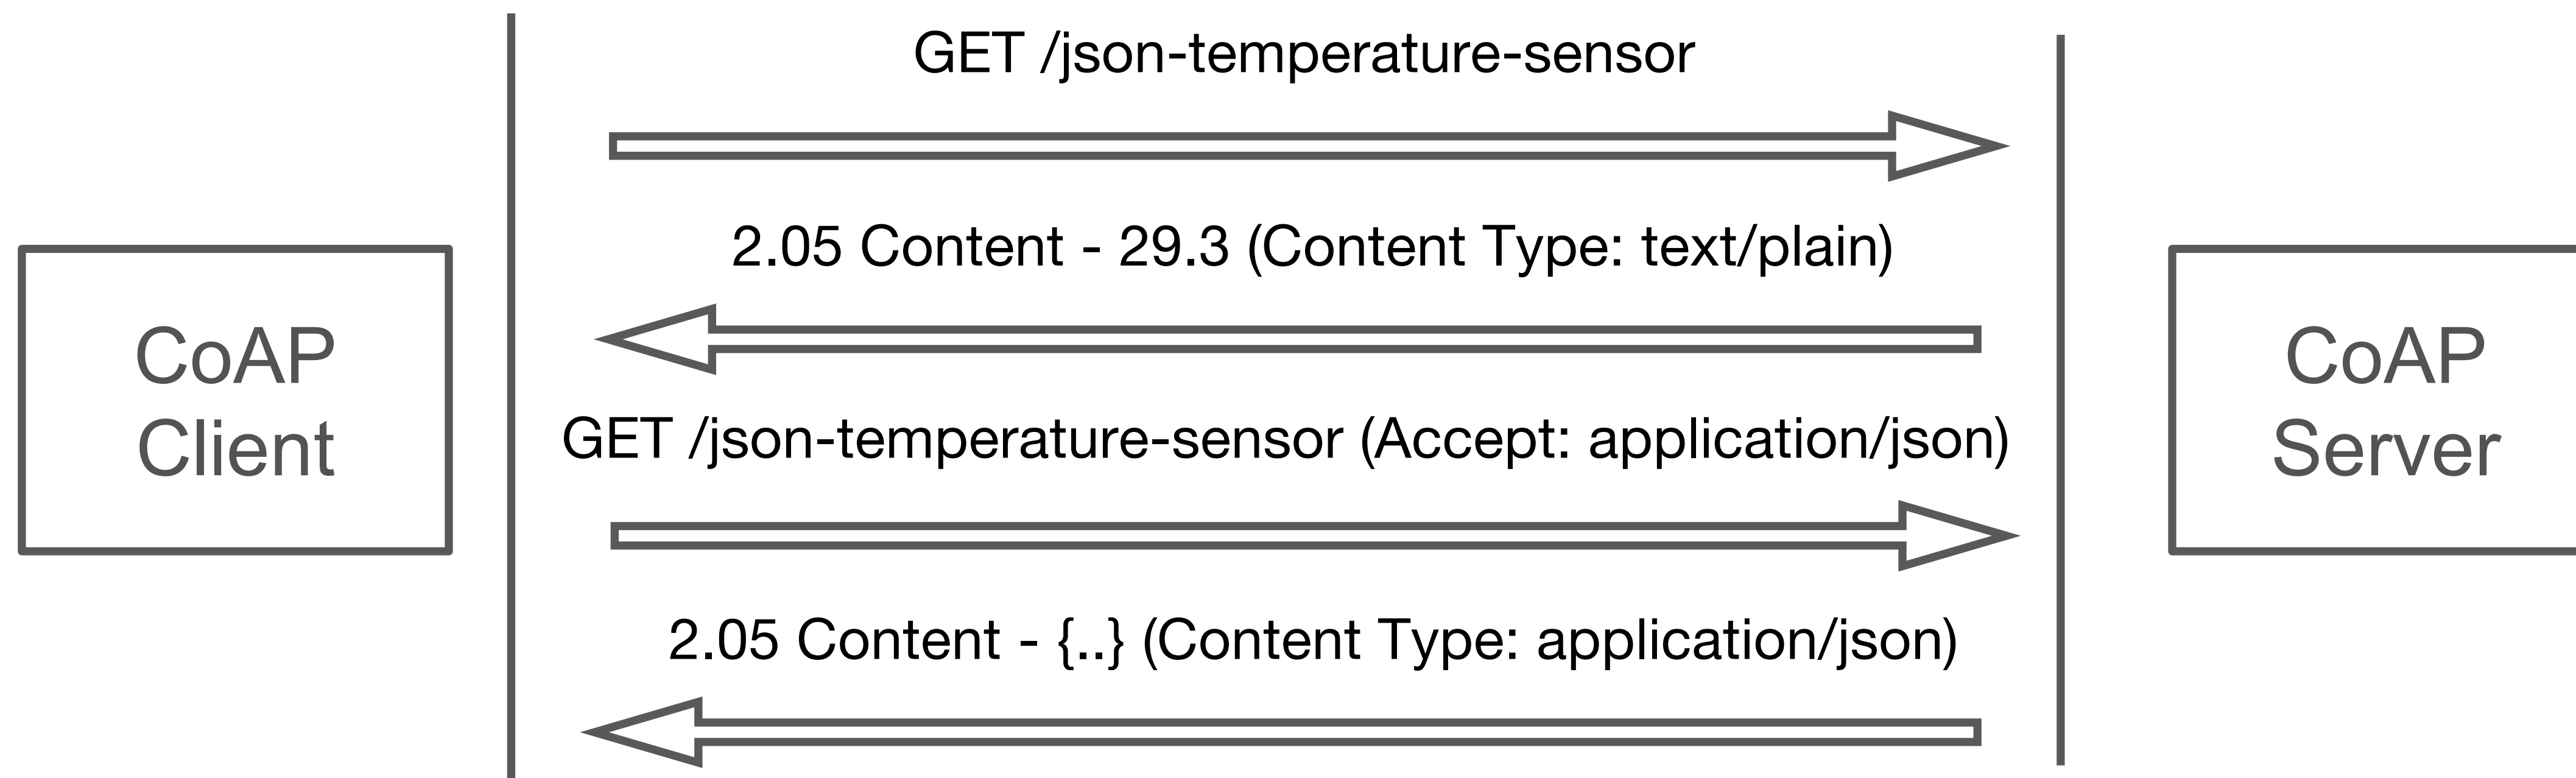 GET /json-temperature-sensor
2.05 Content - 29.3 (Content Type: text/plain)
CoAP
Client
GET /json-temperature-sensor (Accept: application/json)
2.05 Content - {..} (Content Type: application/json)
CoAP
Server